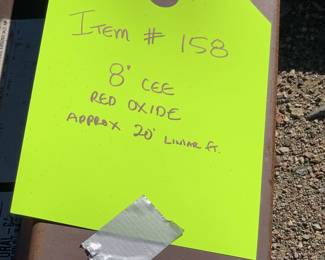 ITEM # 158
8" CEE
RED OXIDE
APPROX 20' LINIAR ft.